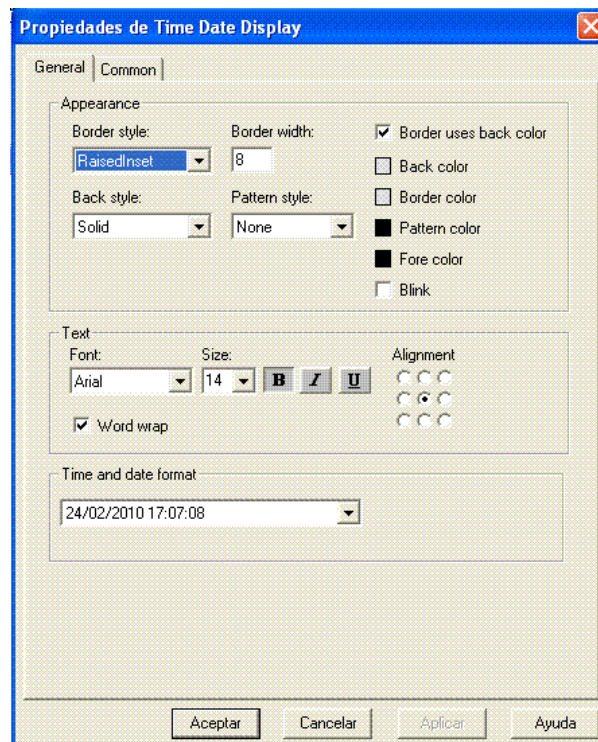 Propiedades de Time Date Display
General Common
Appearance
Border style: Border width: Border uses back color
RaisedInset 8 Back color
Back style: Pattern style: Border color
Solid None Pattern color
Fore color
Blink
Text
Font: Size: Alignment
Arial 14 B I U
Word wrap
Time and date format
24/02/2010 17:07:08
Aceptar Cancelar Aplicar Ayuda